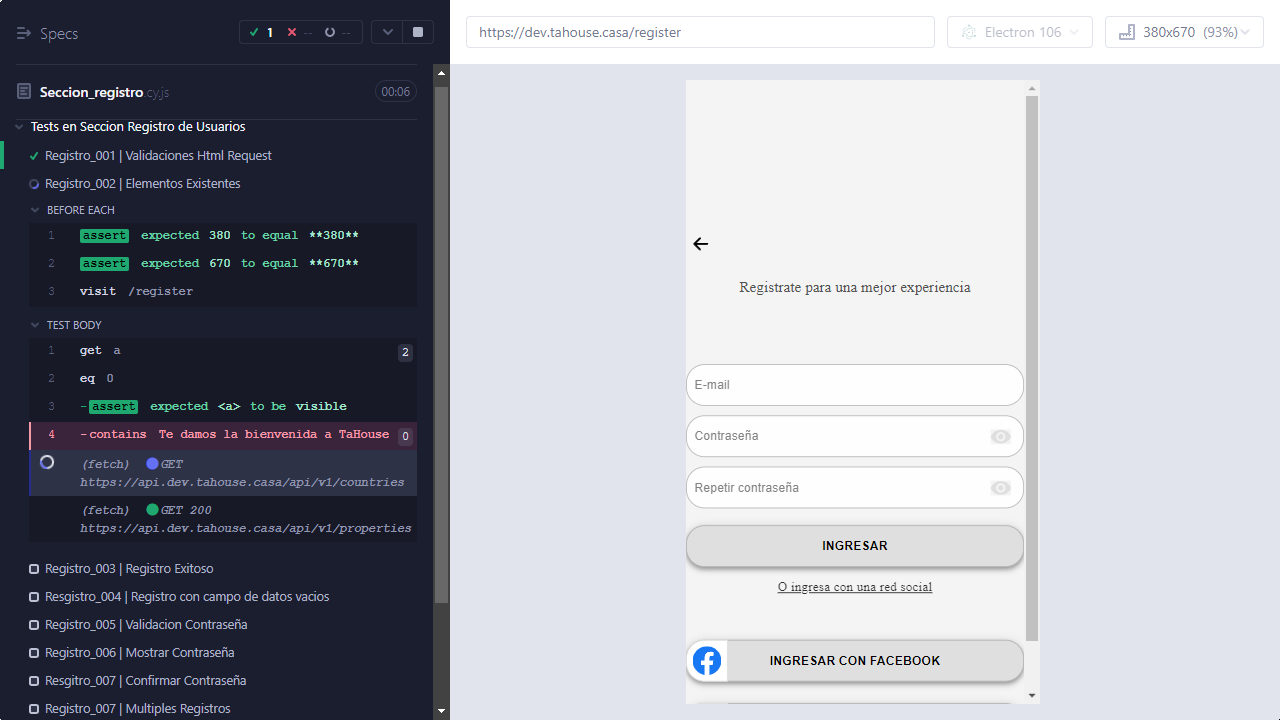 Specs
1
--
--
Seccion_registro.cy.js
00:06
Tests en Seccion Registro de Usuarios
Registro_001 | Validaciones Html Request
Registro_002 | Elementos Existentes
BEFORE EACH
1 assert expected 380 to equal **380**
2 assert expected 670 to equal **670**
3 visit /register
TEST BODY
1 get a 2
2 eq 0
3 -assert expected <a> to be visible
4 -contains Te damos la bienvenida a TaHouse 0
(fetch) GET
https://api.dev.tahouse.casa/api/v1/countries
(fetch) GET 200
https://api.dev.tahouse.casa/api/v1/properties
Registro_003 | Registro Exitoso
Resgistro_004 | Registro con campo de datos vacios
Registro_005 | Validacion Contraseña
Registro_006 | Mostrar Contraseña
Resgitro_007 | Confirmar Contraseña
Registro_007 | Multiples Registros
https://dev.tahouse.casa/register
Electron 106
380x670 (93%)
Registrate para una mejor experiencia
E-mail
Contraseña
Repetir contraseña
INGRESAR
O ingresa con una red social
INGRESAR CON FACEBOOK